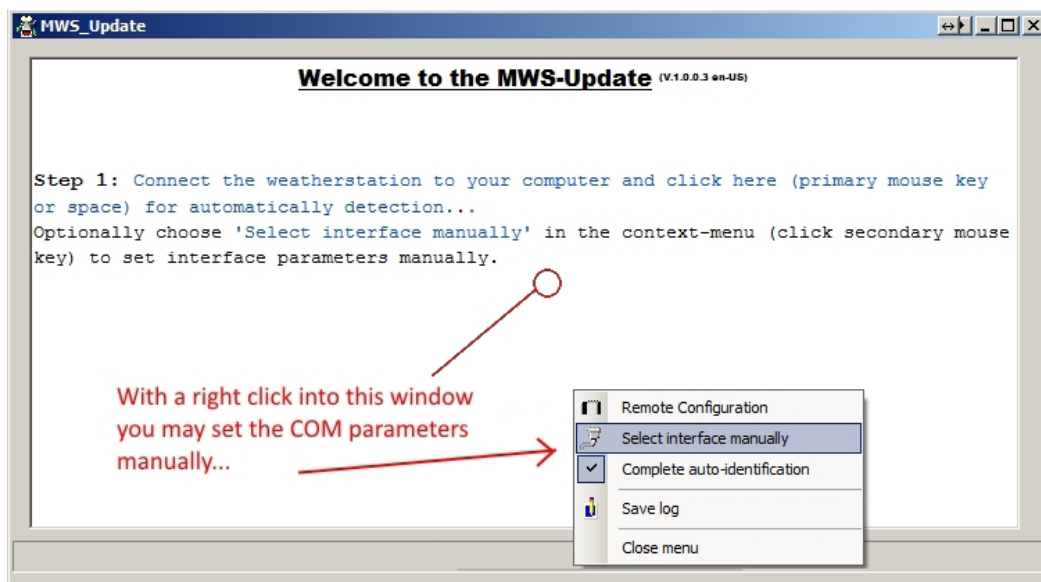 MWS_Update
Welcome to the MWS-Update (V.1.0.0.3 en-US)
Step 1: Connect the weatherstation to your computer and click here (primary mouse key
or space) for automatically detection...
Optionally choose 'Select interface manually' in the context-menu (click secondary mouse
key) to set interface parameters manually.
With a right click into this window
you may set the COM parameters
manually...
Remote Configuration
Select interface manually
Complete auto-identification
Save log
Close menu